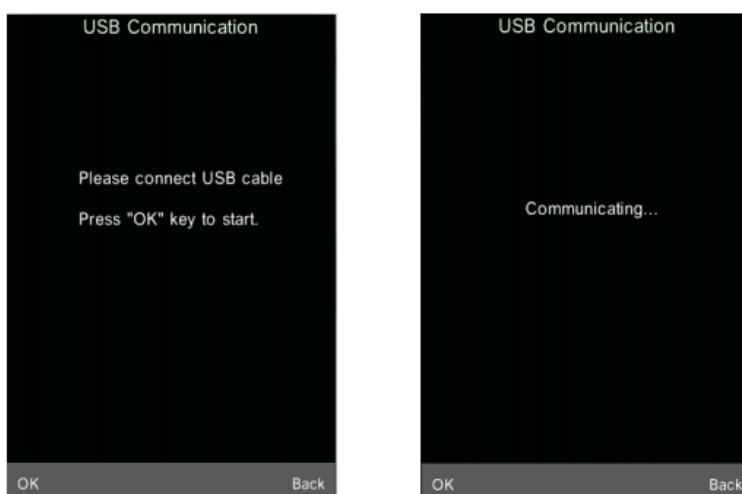 USB Communication
Please connect USB cable
Press "OK" key to start.
OK Back
USB Communication
Communicating...
OK Back